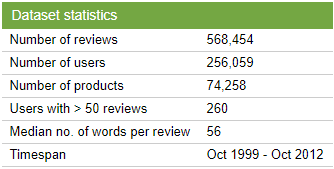 Dataset statistics
Number of reviews 568,454
Number of users 256,059
Number of products 74,258
Users with > 50 reviews 260
Median no. of words per review 56
Timespan Oct 1999 - Oct 2012